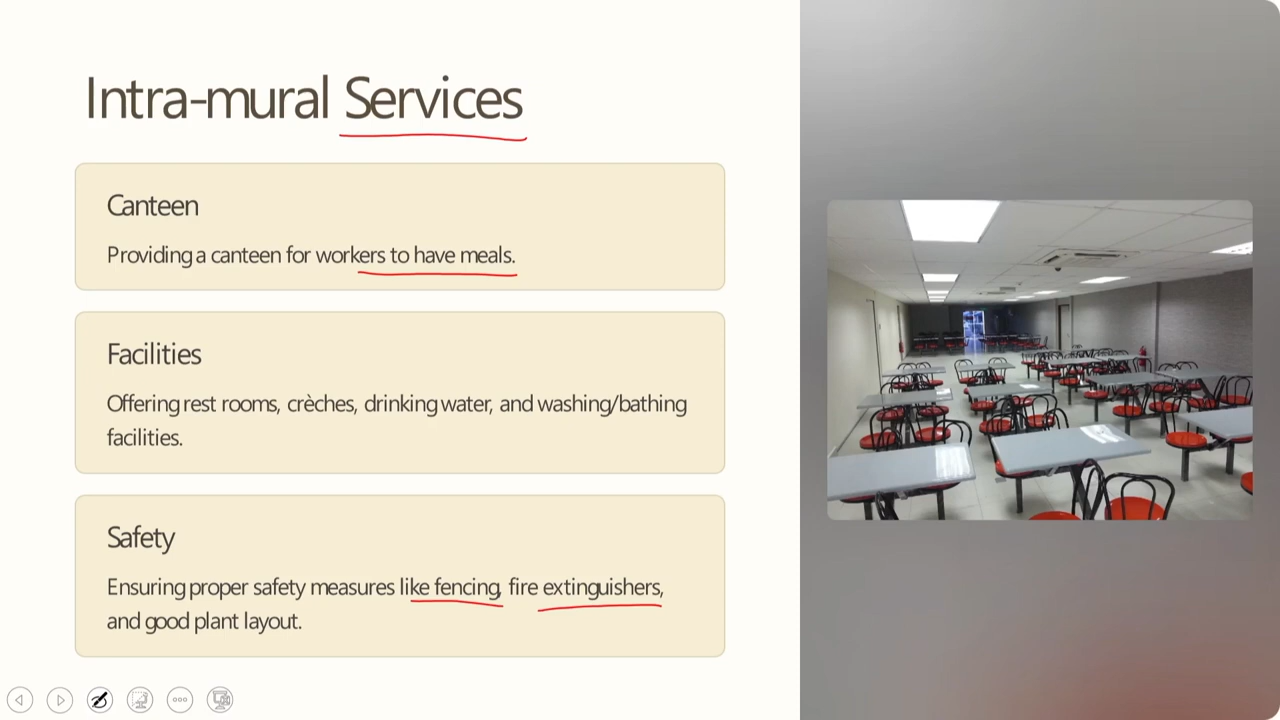 Intra-mural Services
Canteen
Providing a canteen for workers to have meals.
Facilities
Offering rest rooms, crèches, drinking water, and washing/bathing
facilities.
Safety
Ensuring proper safety measures like fencing, fire extinguishers,
and good plant layout.